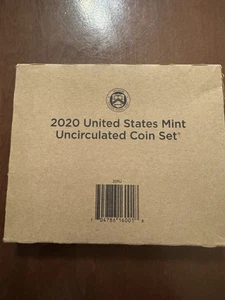 2020 United States Mint
Uncirculated Coin Set®